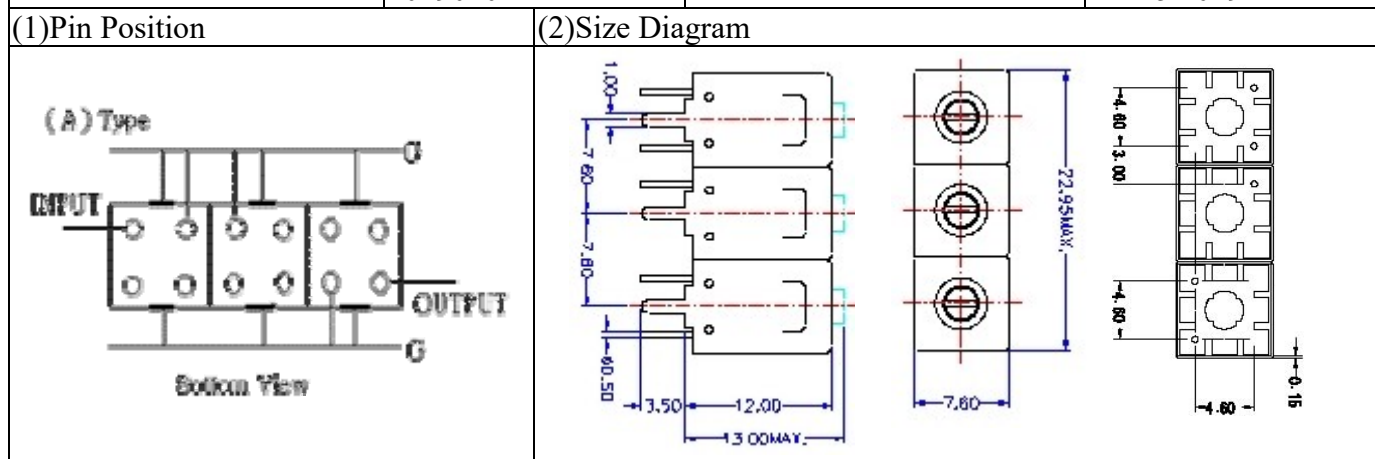 (1)Pin Position
(2)Size Diagram
(A)Type
G
INPUT
OUTPUT
G
Bottom View
1.00
7.60
7.60
φ0.50
3.50
12.00
13.00MAX.
22.95MAX.
7.60
4.60
3.00
4.60
4.60
0.15